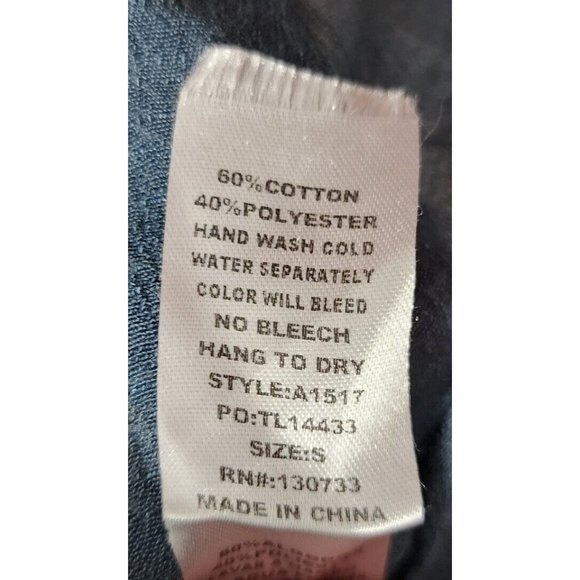 60%COTTON
40%POLYESTER
HAND WASH COLD
WATER SEPARATELY
COLOR WILL BLEED
NO BLEECH
HANG TO DRY
STYLE:A1517
PO:TL14433
SIZE:S
RN#:130733
MADE IN CHINA